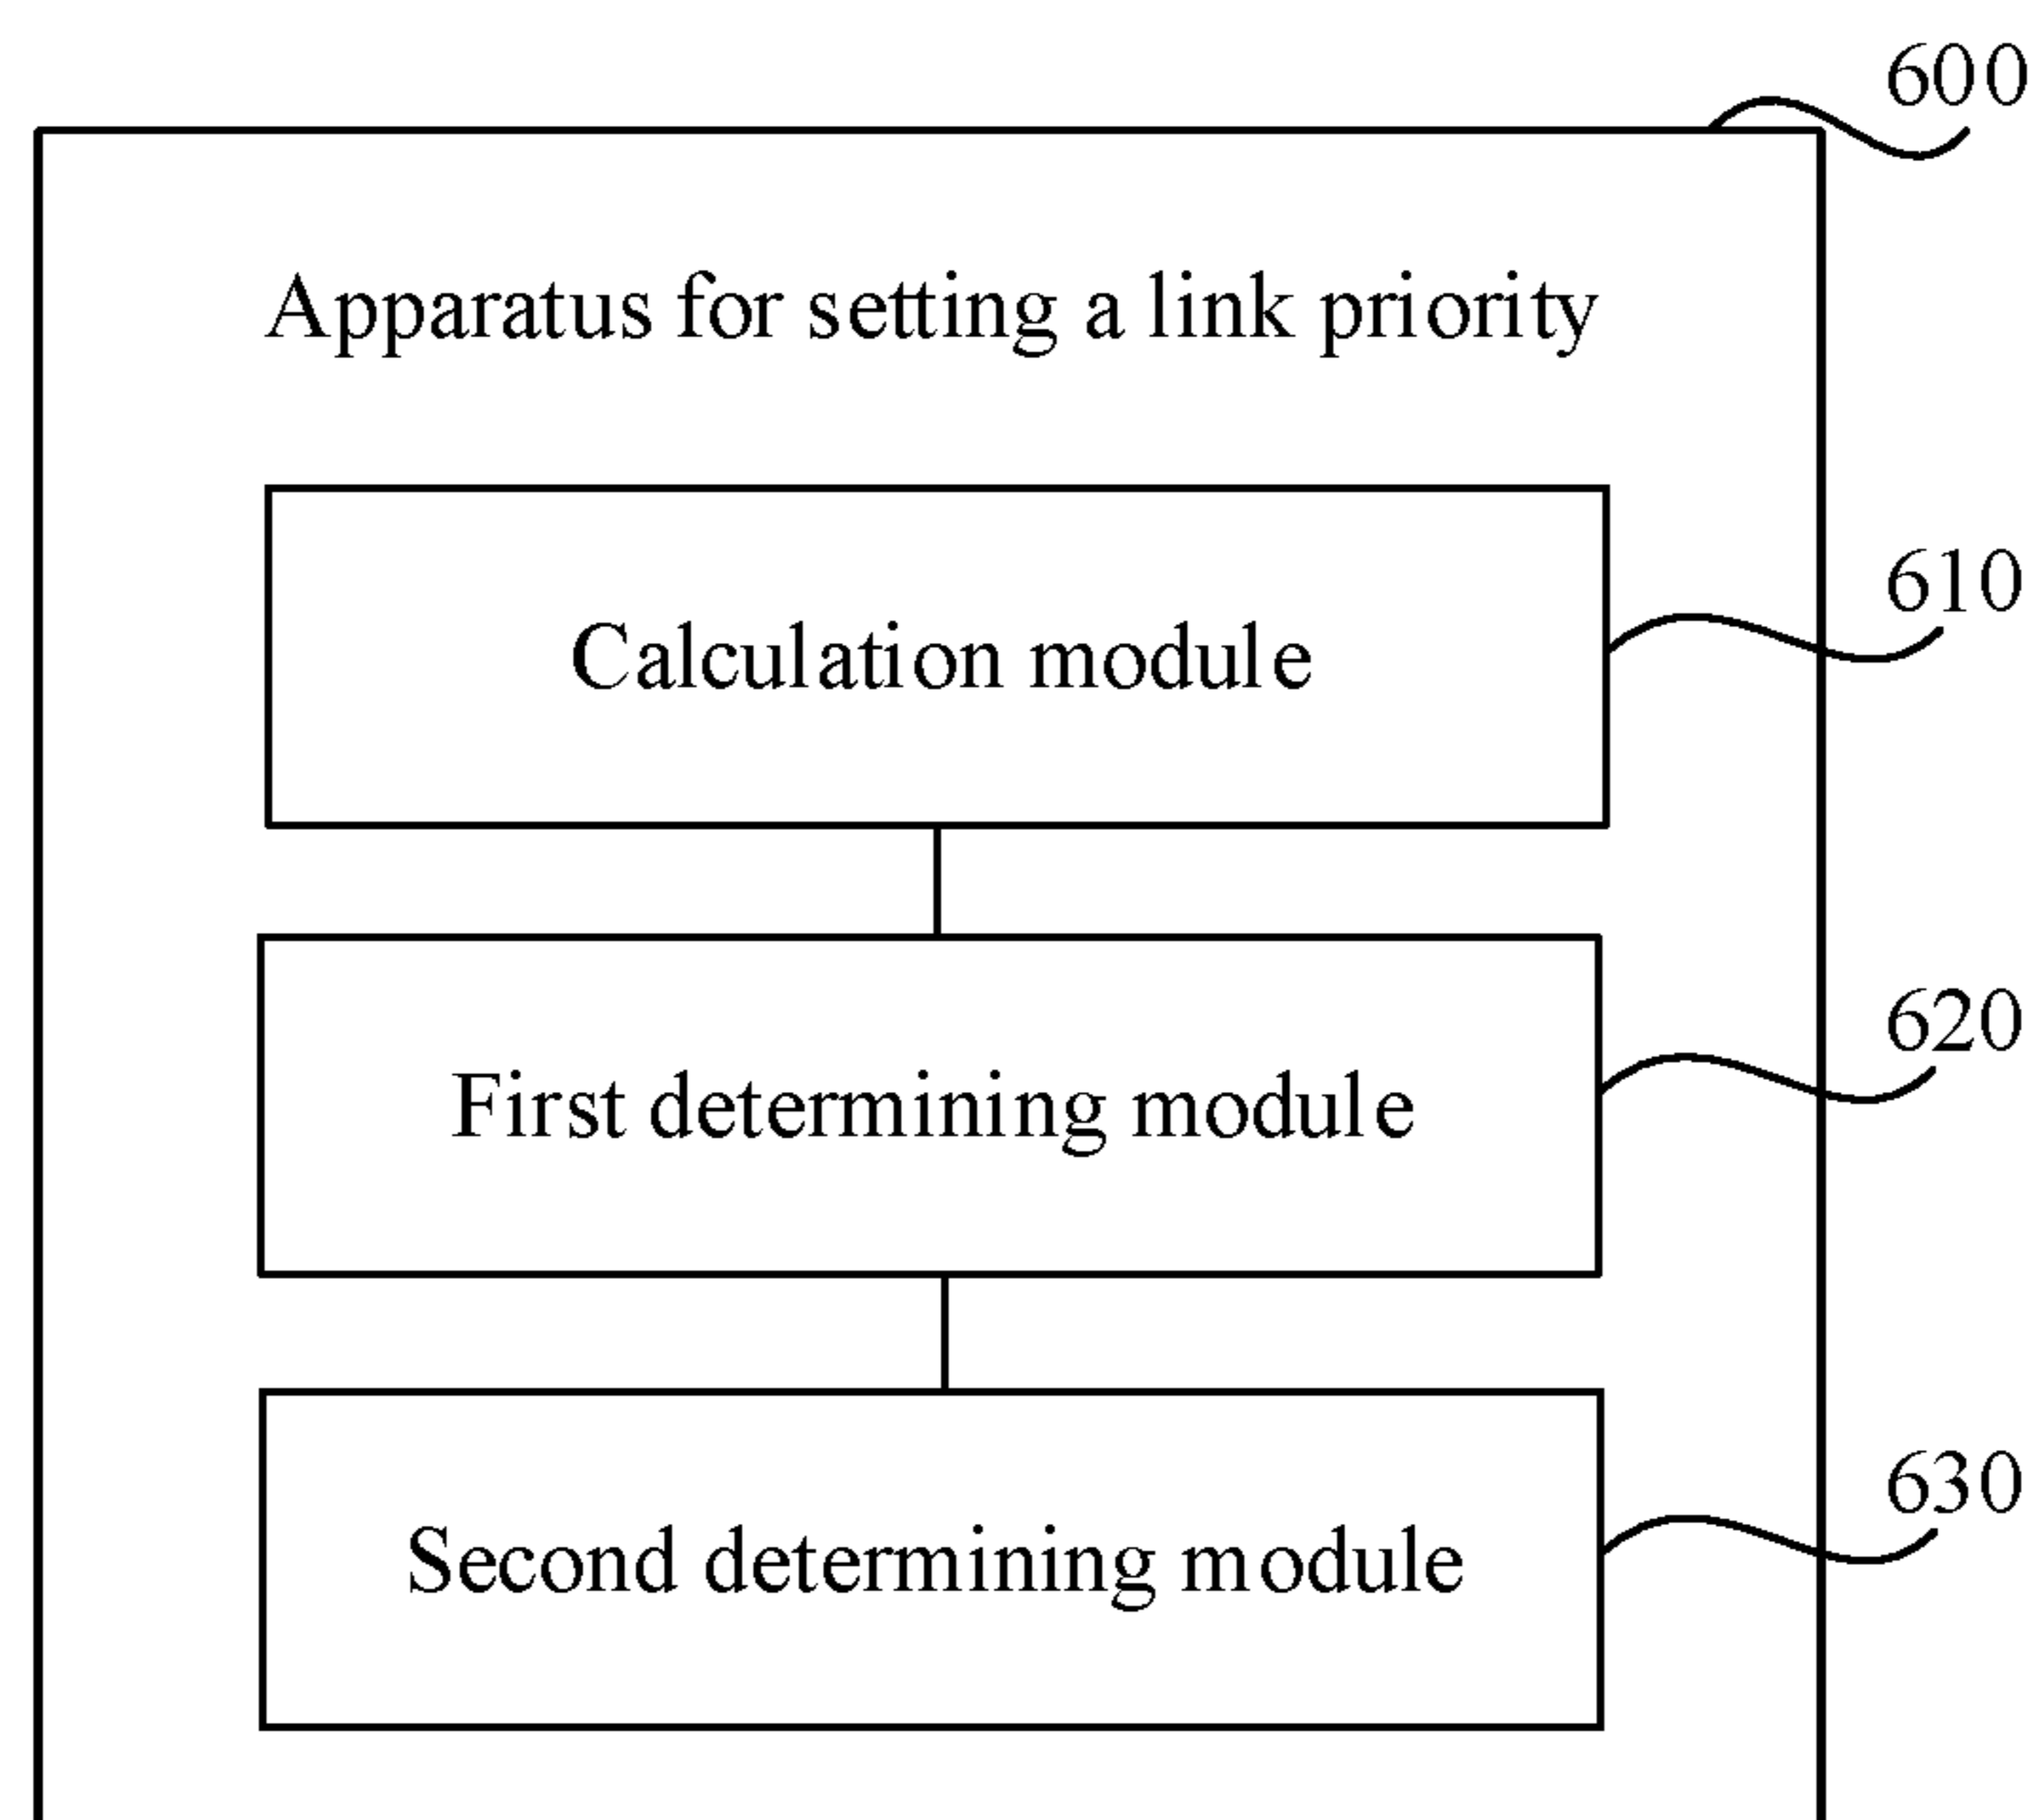 600
Apparatus for setting a link priority
610
Calculation module
620
First determining module
630
Second determining module